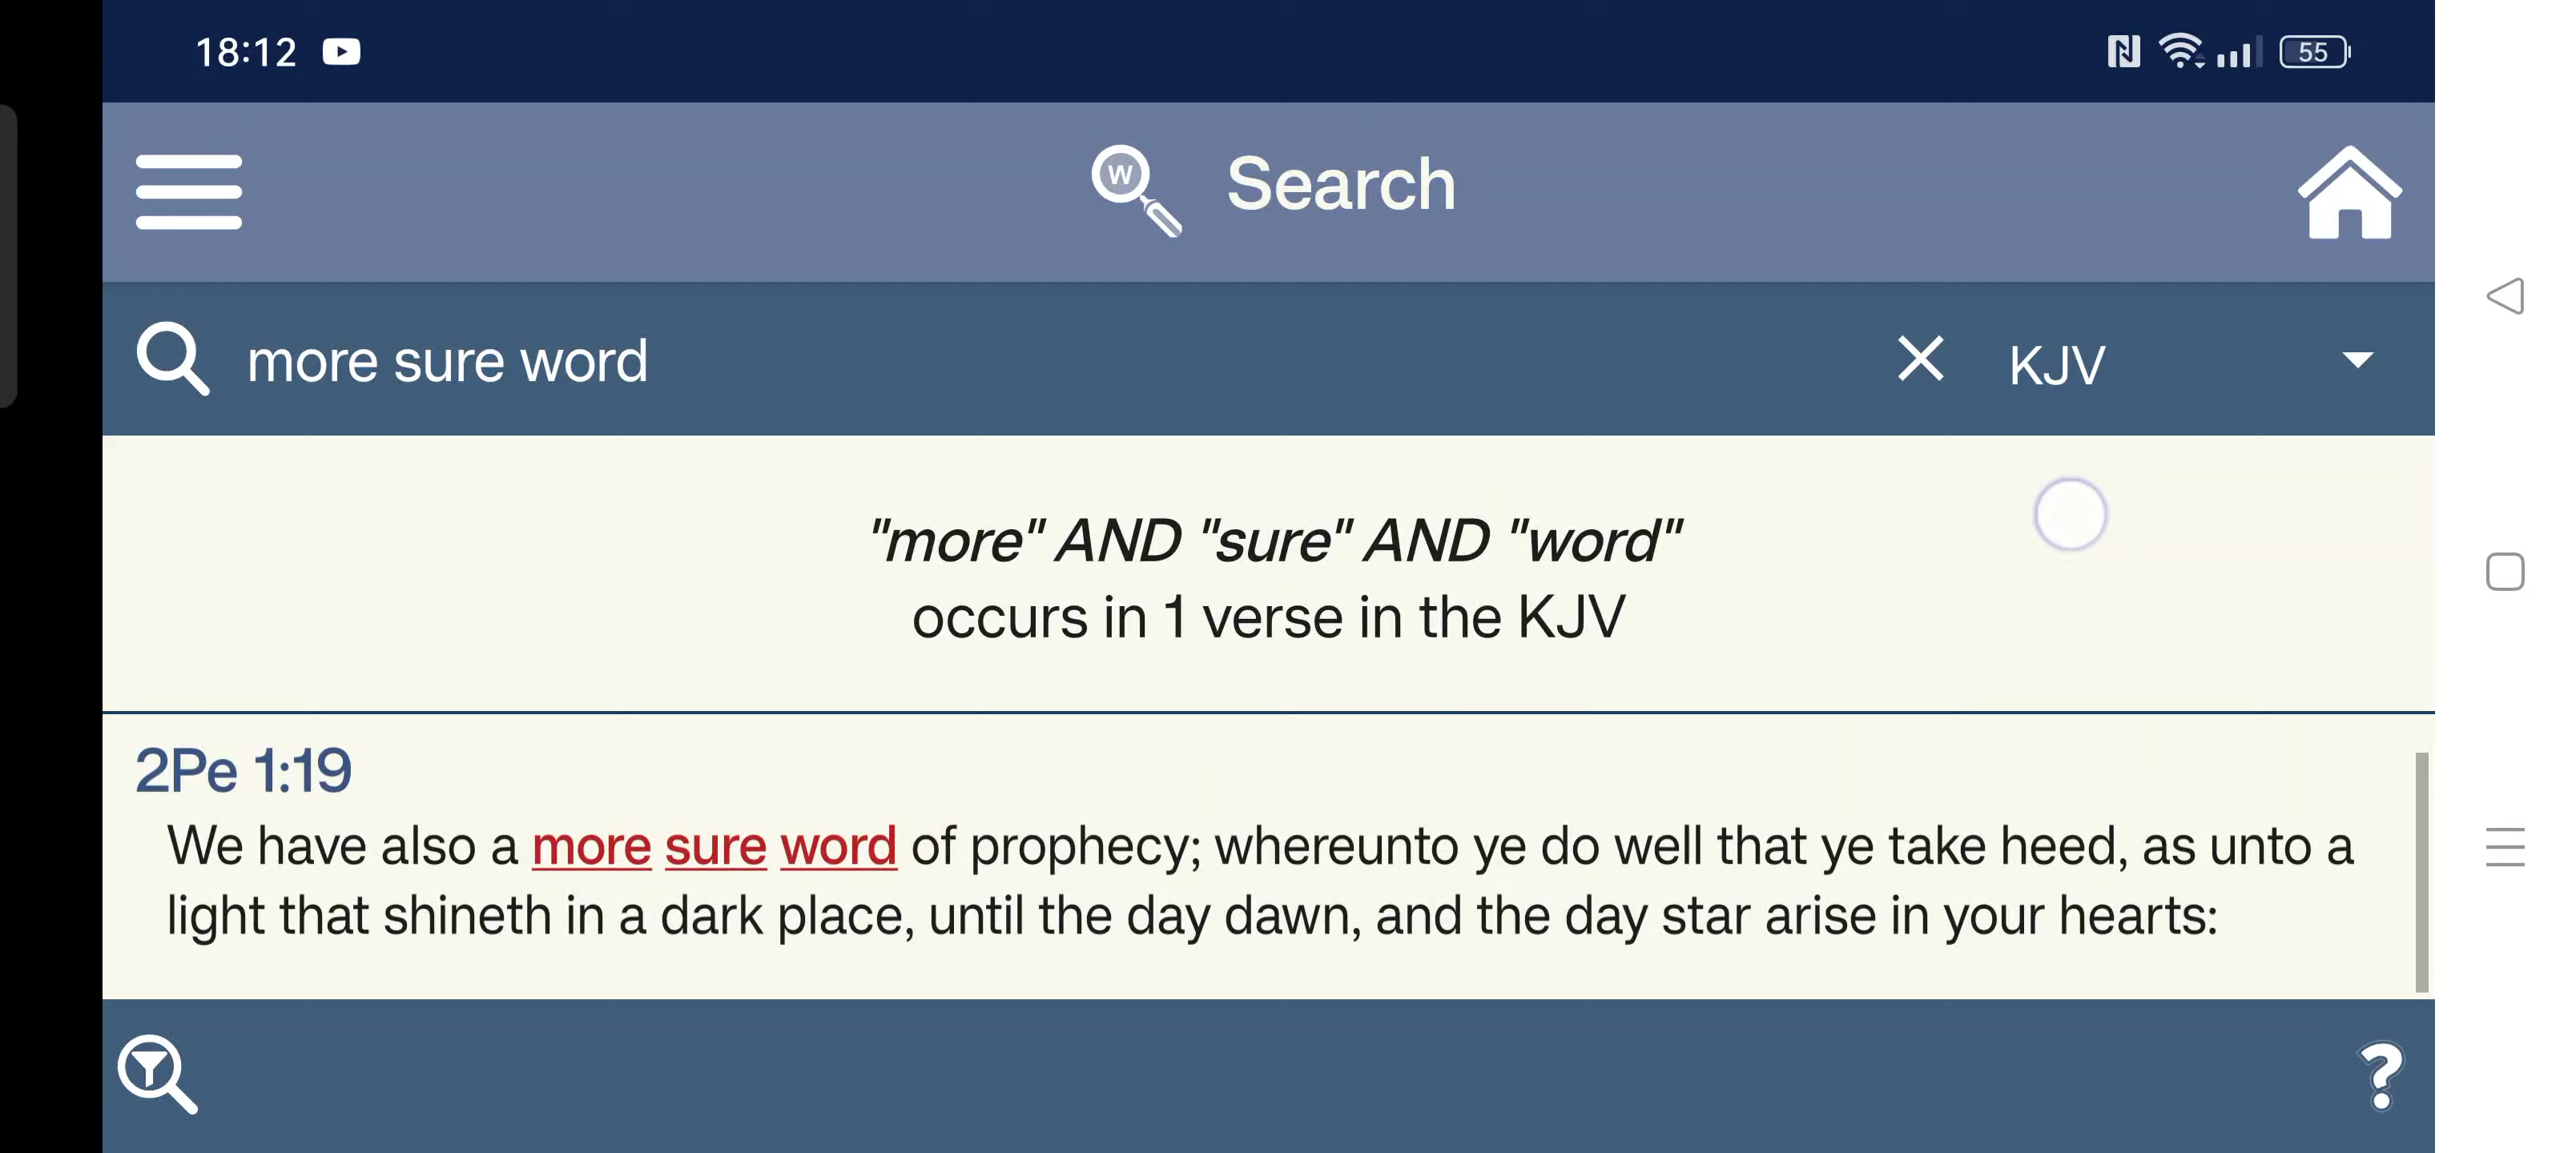 18:12
55
W
Search
more sure word
KJV
"more" AND "sure" AND "word"
occurs in 1 verse in the KJV
2Pe 1:19
We have also a more sure word of prophecy; whereunto ye do well that ye take heed, as unto a
light that shineth in a dark place, until the day dawn, and the day star arise in your hearts:
?